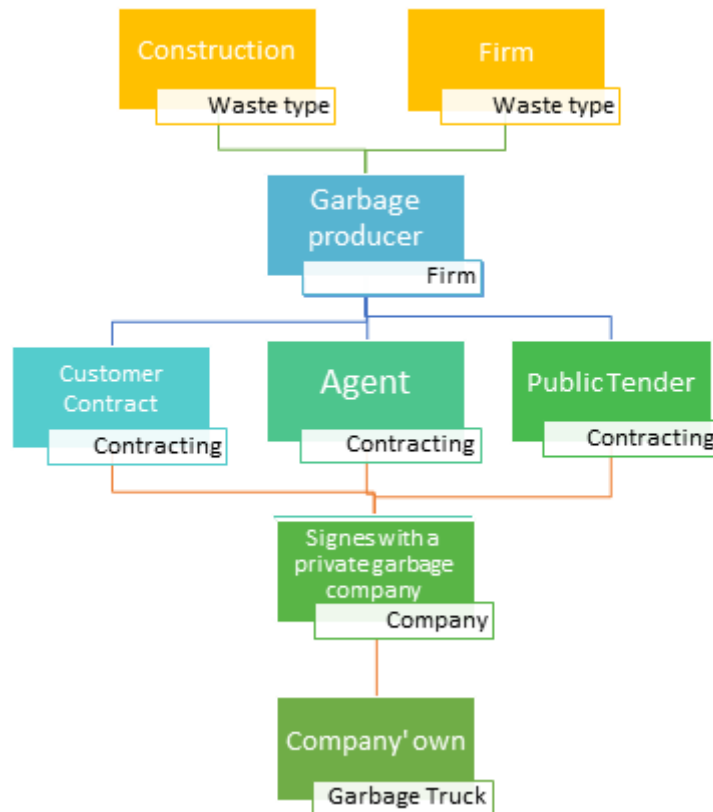 Construction
Waste type
Firm
Waste type
Garbage
producer
Firm
Customer
Contract
Contracting
Agent
Contracting
Public Tender
Contracting
Signes with a
private garbage
company
Company
Company' own
Garbage Truck